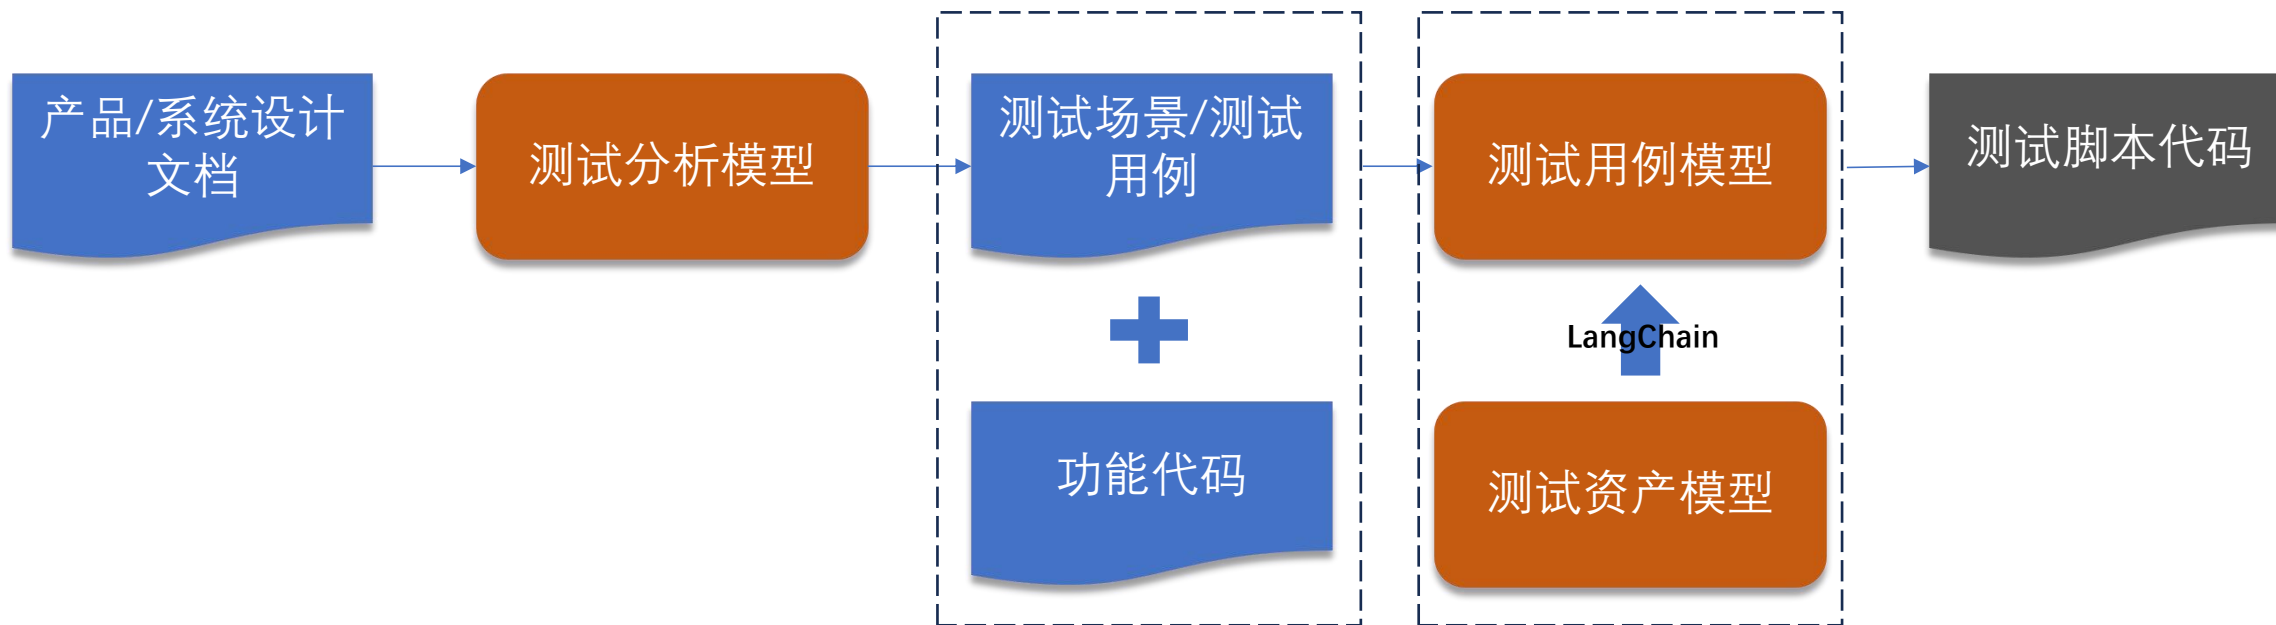 产品/系统设计
文档
测试分析模型
测试场景/测试
用例
功能代码
测试用例模型
LangChain
测试资产模型
测试脚本代码